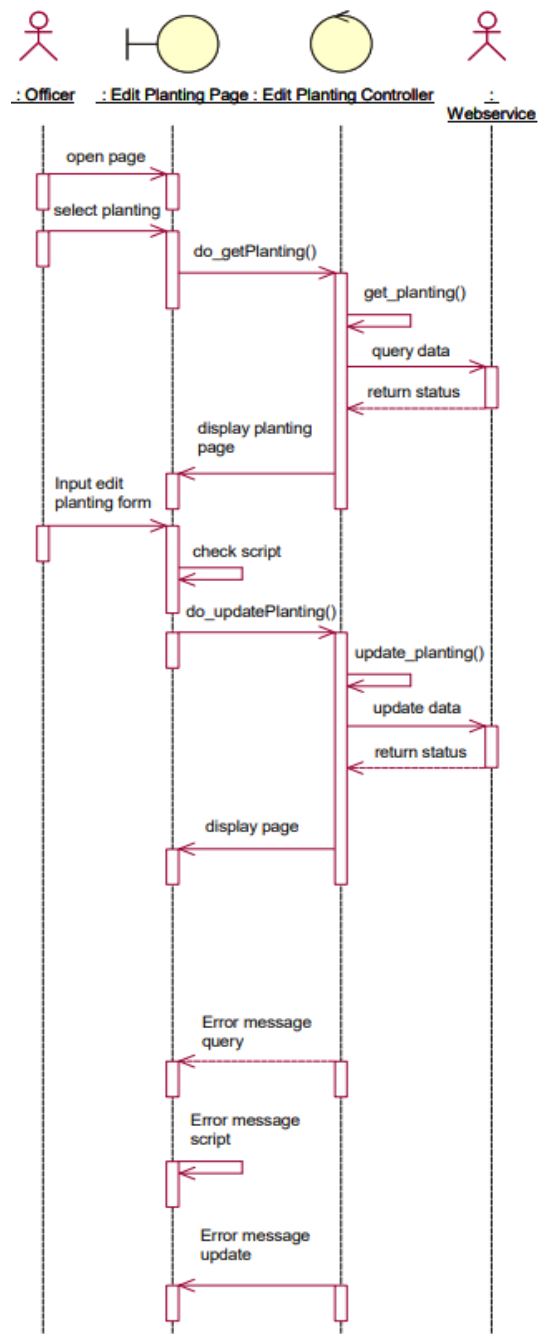 : Officer
: Edit Planting Page
: Edit Planting Controller
:
Webservice
open page
select planting
do_getPlanting()
get_planting()
query data
return status
display planting
page
Input edit
planting form
check script
do_updatePlanting()
update_planting()
update data
return status
display page
Error message
query
Error message
script
Error message
update